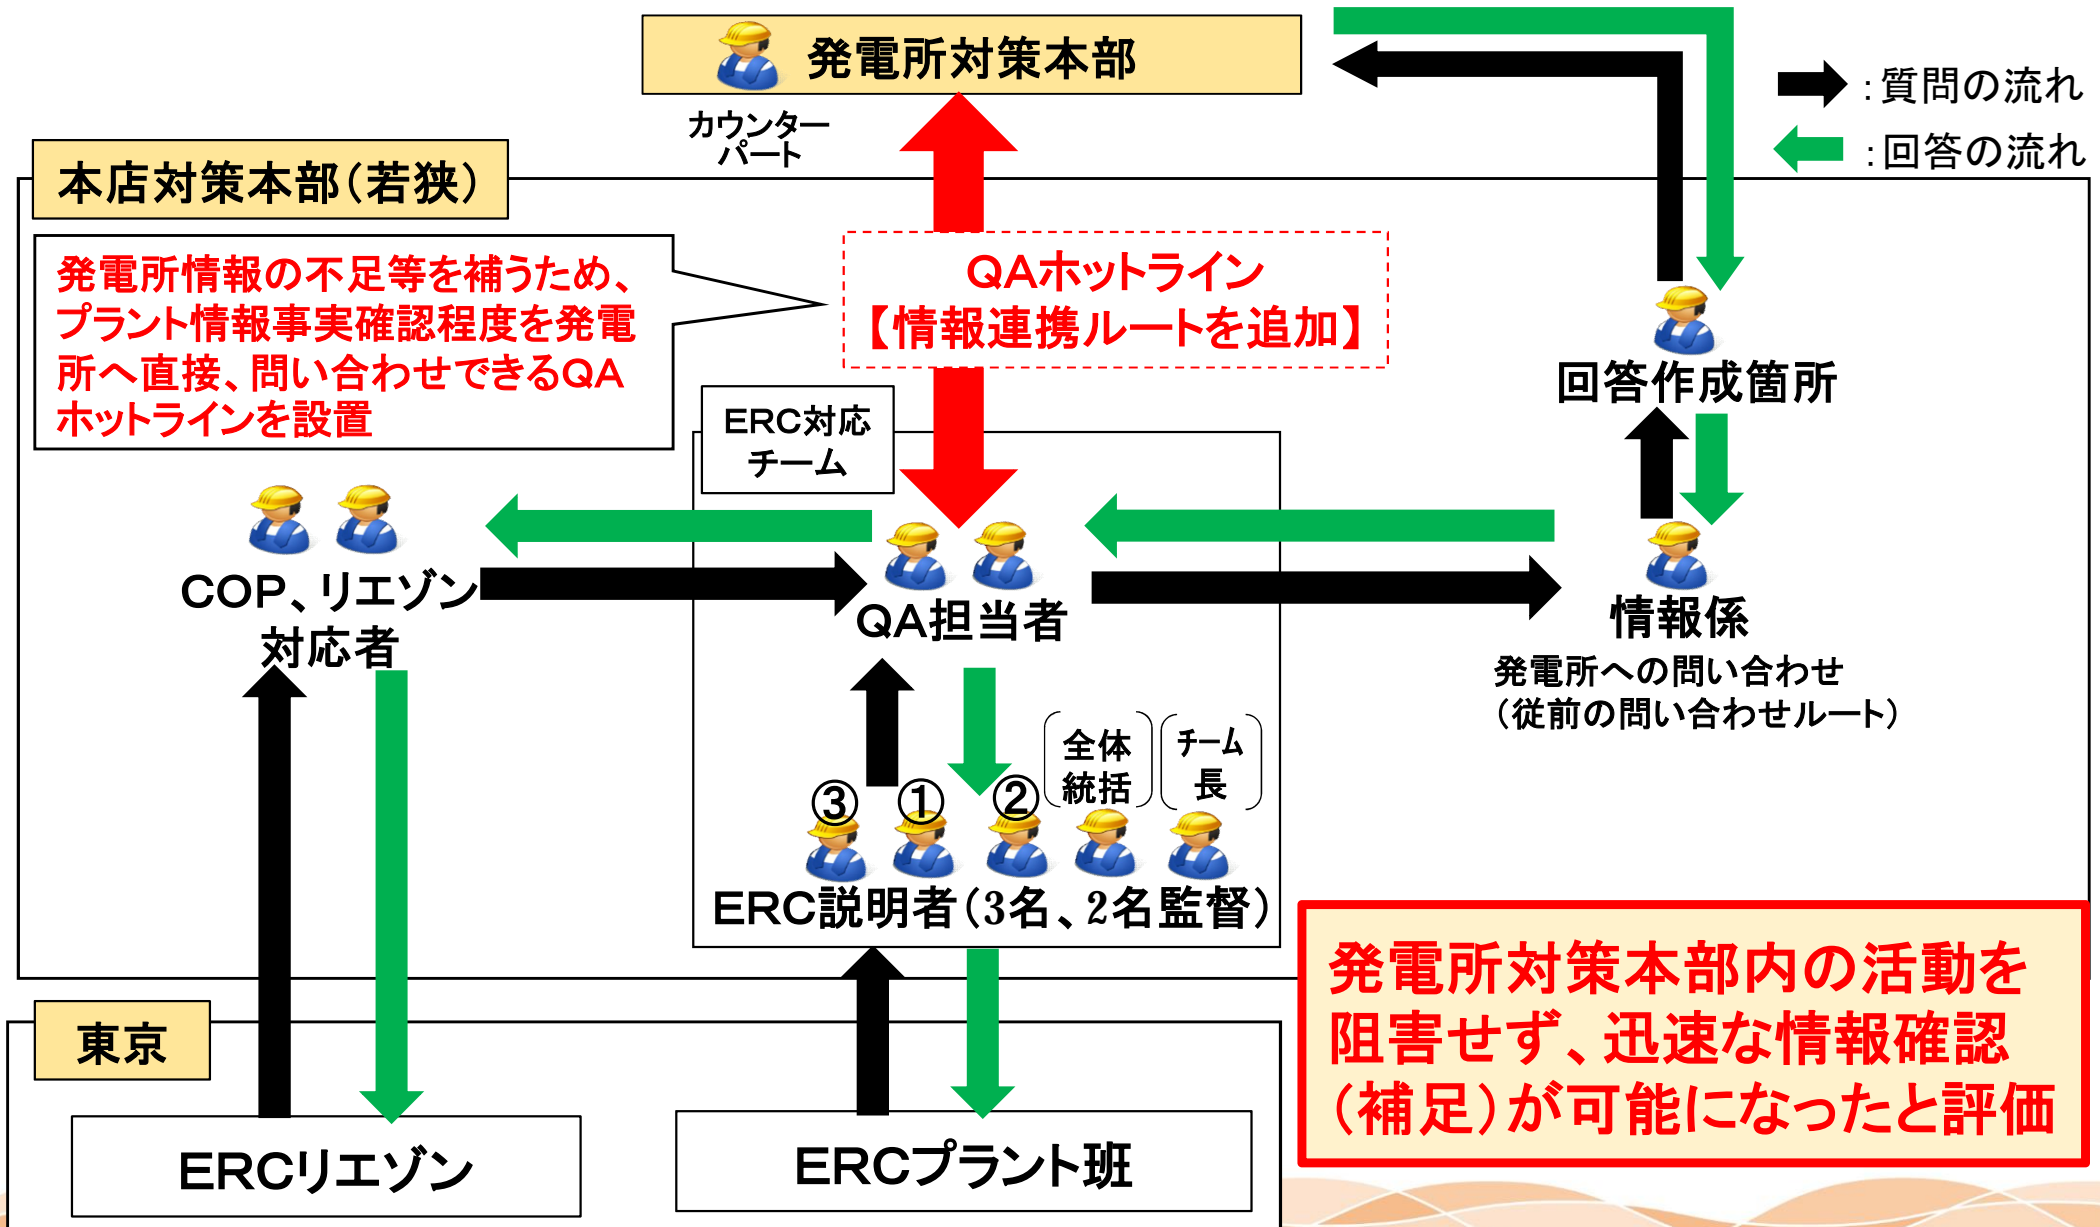 発電所対策本部
カウンター
パート
:質問の流れ
:回答の流れ
本店対策本部(若狭)
発電所情報の不足等を補うため、
プラント情報事実確認程度を発電
所へ直接、問い合わせできるQA
ホットラインを設置
QAホットライン
【情報連携ルートを追加】
ERC対応
チーム
回答作成箇所
COP、リエゾン
対応者
QA担当者
情報係
発電所への問い合わせ
(従前の問い合わせルート)
全体
統括
チーム
長
③ ① ②
ERC説明者(3名、2名監督)
発電所対策本部内の活動を
阻害せず、迅速な情報確認
(補足)が可能になったと評価
東京
ERCリエゾン
ERCプラント班